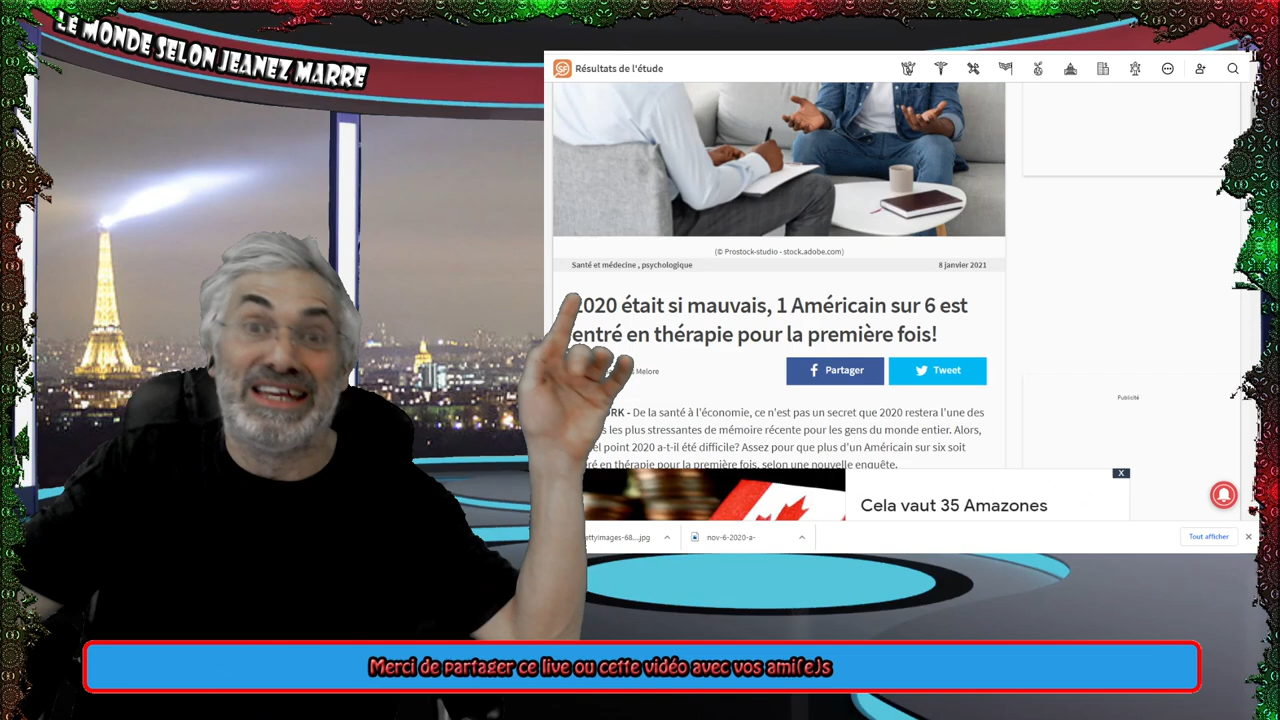 LE MONDE SELON JEANEZ MARRE
Résultats de l'étude
(© Prostock-studio - stock.adobe.com)
Santé et médecine , psychologique
8 janvier 2021
2020 était si mauvais, 1 Américain sur 6 est
entré en thérapie pour la première fois!
Melore
Partager
Tweet
De la santé à l'économie, ce n'est pas un secret que 2020 restera l'une des
les plus stressantes de mémoire récente pour les gens du monde entier. Alors,
point 2020 a-t-il été difficile? Assez pour que plus d'un Américain sur six soit
en thérapie pour la première fois, selon une nouvelle enquête.
Publicité
X
Cela vaut 35 Amazones
ettyimages-68....jpg
nov-6-2020-a-
Tout afficher
Merci de partager ce live ou cette vidéo avec vos ami(e)s